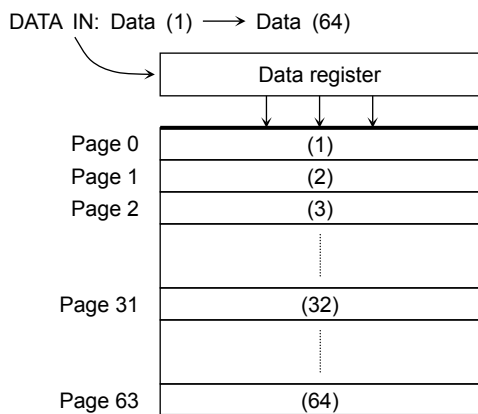 DATA IN: Data (1) ⟶ Data (64)
Data register
Page 0 (1)
Page 1 (2)
Page 2 (3)
Page 31 (32)
Page 63 (64)